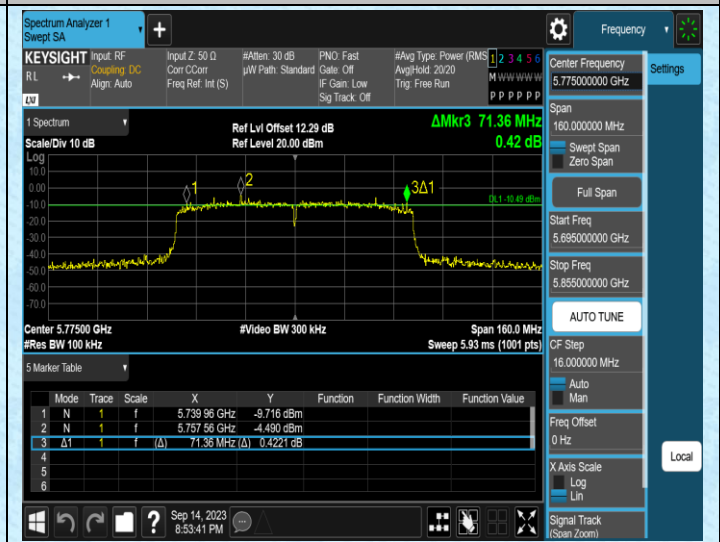 Spectrum Analyzer 1
Swept SA
+
Frequency
KEYSIGHT Input: RF Input Z: 50 Ω #Atten: 30 dB PNO: Fast #Avg Type: Power (RMS 1 2 3 4 5 6
RL Coupling: DC Corr CCorr µW Path: Standard Gate: Off Avg|Hold: 20/20 M W W W W W
Align: Auto Freq Ref: Int (S) IF Gain: Low Trig: Free Run
LXI Sig Track: Off P P P P P P
1 Spectrum
Scale/Div 10 dB
Ref Lvl Offset 12.29 dB
Ref Level 20.00 dBm
ΔMkr3 71.36 MHz
0.42 dB
Log
10.0
0.00
-10.0
-20.0
-30.0
-40.0
-50.0
-60.0
-70.0
1
2
3Δ1
DL1 -10.49 dBm
Center 5.77500 GHz #Video BW 300 kHz Span 160.0 MHz
#Res BW 100 kHz Sweep 5.93 ms (1001 pts)
5 Marker Table
Mode Trace Scale X Y Function Function Width Function Value
1 N 1 f 5.739 96 GHz -9.716 dBm
2 N 1 f 5.757 56 GHz -4.490 dBm
3 Δ1 1 f (Δ) 71.36 MHz (Δ) 0.4221 dB
4
5
6
?
Sep 14, 2023
8:53:41 PM
Center Frequency
5.775000000 GHz
Settings
Span
160.000000 MHz
Swept Span
Zero Span
Full Span
Start Freq
5.695000000 GHz
Stop Freq
5.855000000 GHz
AUTO TUNE
CF Step
16.000000 MHz
Auto
Man
Freq Offset
0 Hz
Local
X Axis Scale
Log
Lin
Signal Track
(Span Zoom)